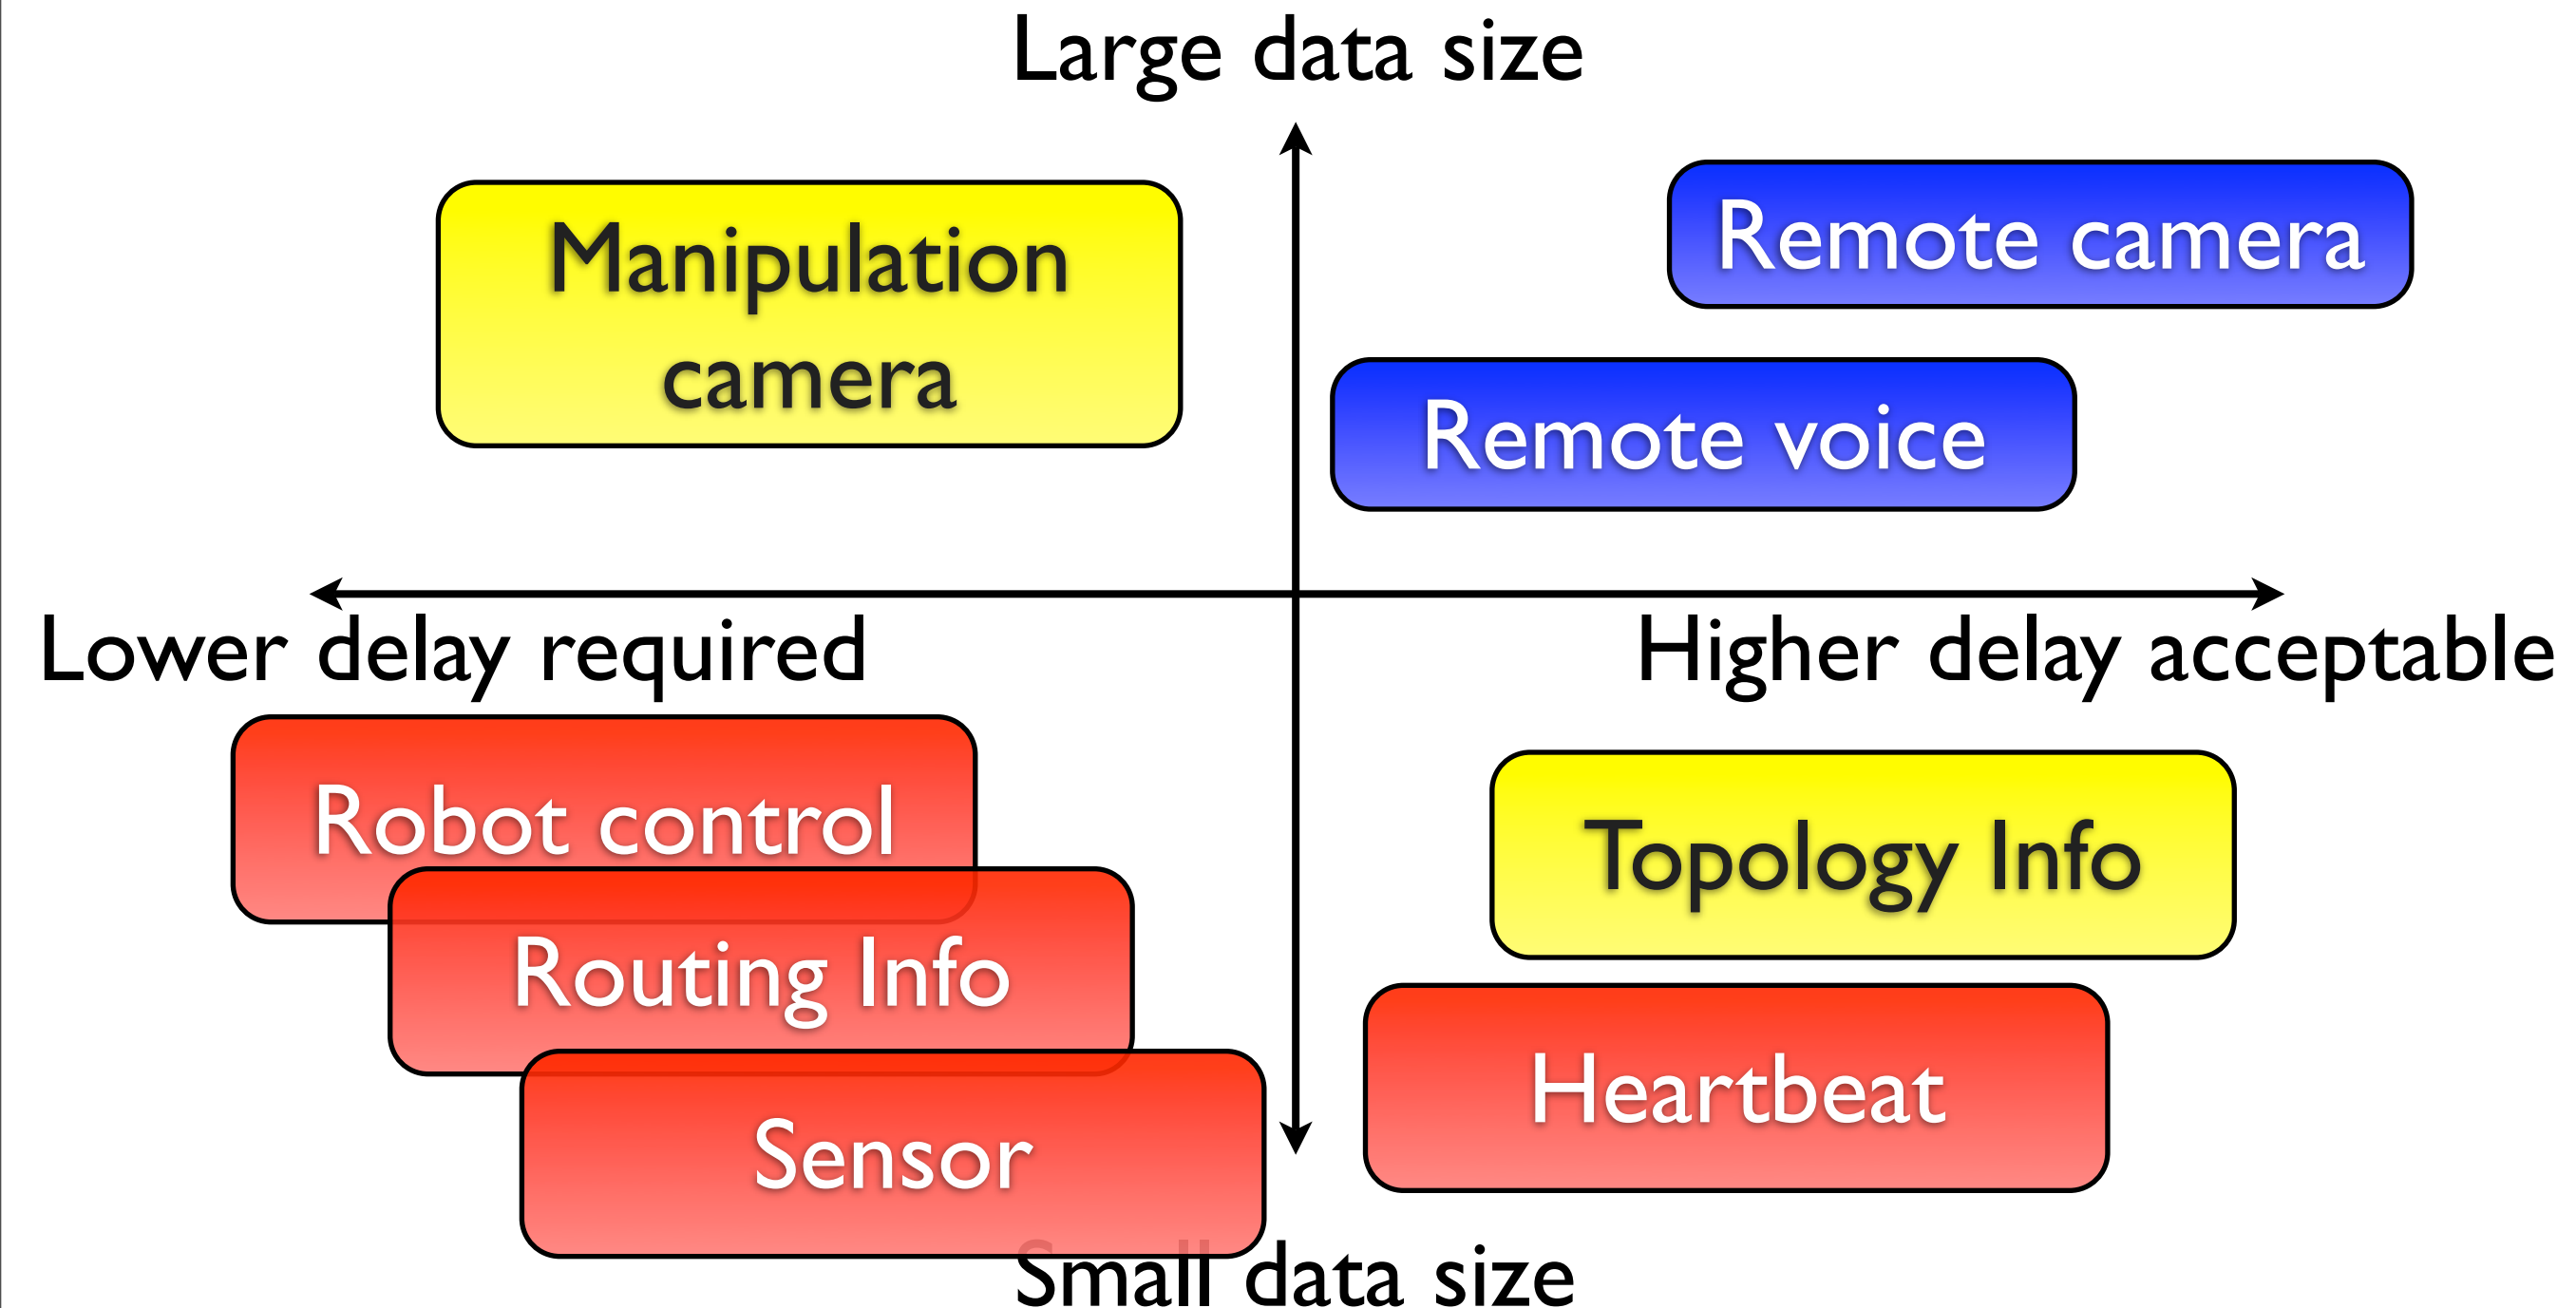 Large data size
Manipulation
camera
Remote camera
Remote voice
Lower delay required
Higher delay acceptable
Robot control
Routing Info
Sensor
Topology Info
Heartbeat
Small data size